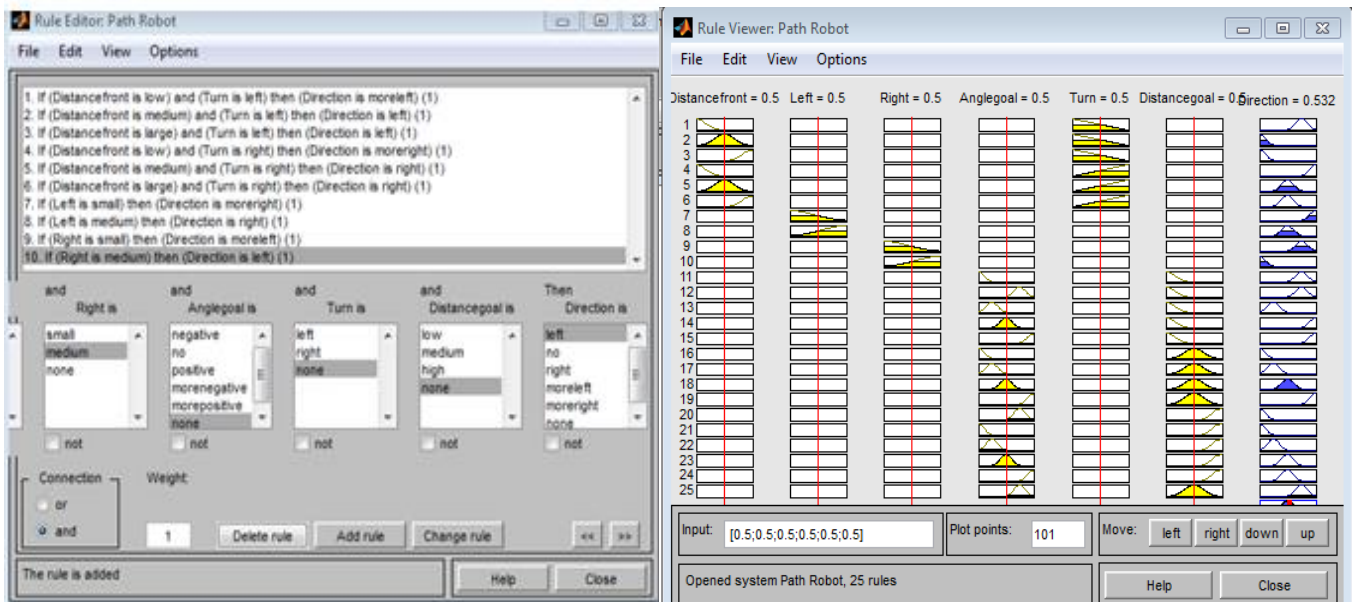 Rule Editor: Path Robot
File Edit View Options
1. If (Distancefront is low) and (Turn is left) then (Direction is moreleft) (1)
2. If (Distancefront is medium) and (Turn is left) then (Direction is left) (1)
3. If (Distancefront is large) and (Turn is left) then (Direction is left) (1)
4. If (Distancefront is low) and (Turn is right) then (Direction is moreright) (1)
5. If (Distancefront is medium) and (Turn is right) then (Direction is right) (1)
6. If (Distancefront is large) and (Turn is right) then (Direction is right) (1)
7. If (Left is small) then (Direction is moreright) (1)
8. If (Left is medium) then (Direction is right) (1)
9. If (Right is small) then (Direction is moreleft) (1)
10. If (Right is medium) then (Direction is left) (1)
and and and and Then
Right is Anglegoal is Turn is Distancegoal is Direction is
small negative left low left
medium no right medium no
none positive none high right
morenegative none moreleft
morepositive moreright
none none
not not not not not
Connection Weight:
or
and 1 Delete rule Add rule Change rule << >>
The rule is added Help Close
Rule Viewer: Path Robot
File Edit View Options
Distancefront = 0.5 Left = 0.5 Right = 0.5 Anglegoal = 0.5 Turn = 0.5 Distancegoal = 0.5 Direction = 0.532
1
2
3
4
5
6
7
8
9
10
11
12
13
14
15
16
17
18
19
20
21
22
23
24
25
Input: [0.5;0.5;0.5;0.5;0.5;0.5] Plot points: 101 Move: left right down up
Opened system Path Robot, 25 rules Help Close